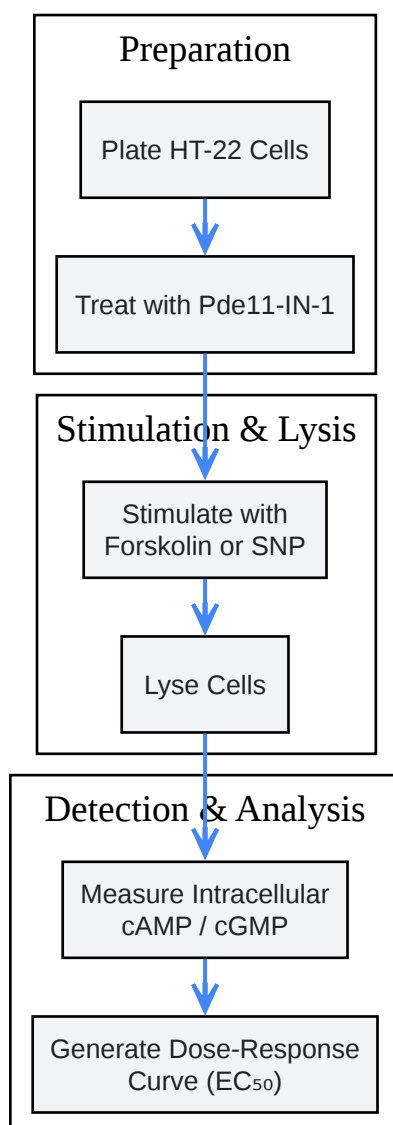 Preparation
Plate HT-22 Cells
Treat with Pde11-IN-1
Stimulation & Lysis
Stimulate with
Forskolin or SNP
Lyse Cells
Detection & Analysis
Measure Intracellular
cAMP / cGMP
Generate Dose-Response
Curve (EC₅₀)